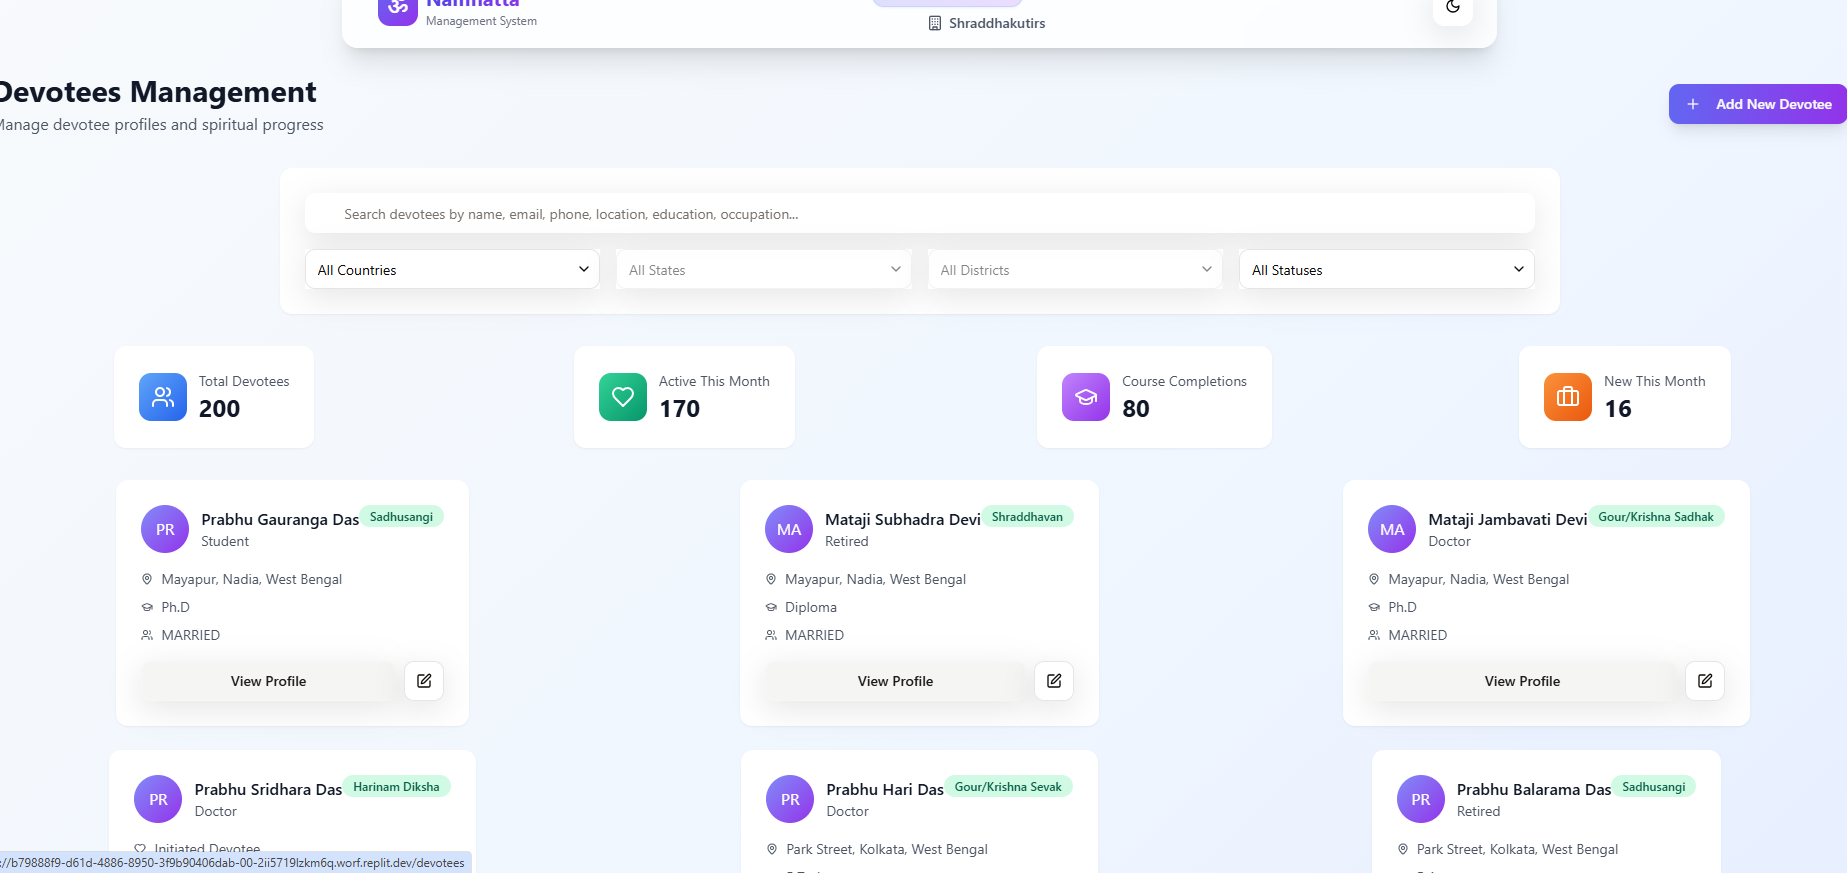 Namhatta
Management System
Shraddhakutirs
Devotees Management
Manage devotee profiles and spiritual progress
+ Add New Devotee
Search devotees by name, email, phone, location, education, occupation...
All Countries
All States
All Districts
All Statuses
Total Devotees
200
Active This Month
170
Course Completions
80
New This Month
16
PR
Prabhu Gauranga Das
Sadhusangi
Student
Mayapur, Nadia, West Bengal
Ph.D
MARRIED
View Profile
MA
Mataji Subhadra Devi
Shraddhavan
Retired
Mayapur, Nadia, West Bengal
Diploma
MARRIED
View Profile
MA
Mataji Jambavati Devi
Gour/Krishna Sadhak
Doctor
Mayapur, Nadia, West Bengal
Ph.D
MARRIED
View Profile
PR
Prabhu Sridhara Das
Harinam Diksha
Doctor
Initiated Devotee
PR
Prabhu Hari Das
Gour/Krishna Sevak
Doctor
Park Street, Kolkata, West Bengal
PR
Prabhu Balarama Das
Sadhusangi
Retired
Park Street, Kolkata, West Bengal
://b79888f9-d61d-4886-8950-3f9b90406dab-00-2ii5719lzkm6q.worf.replit.dev/devotees